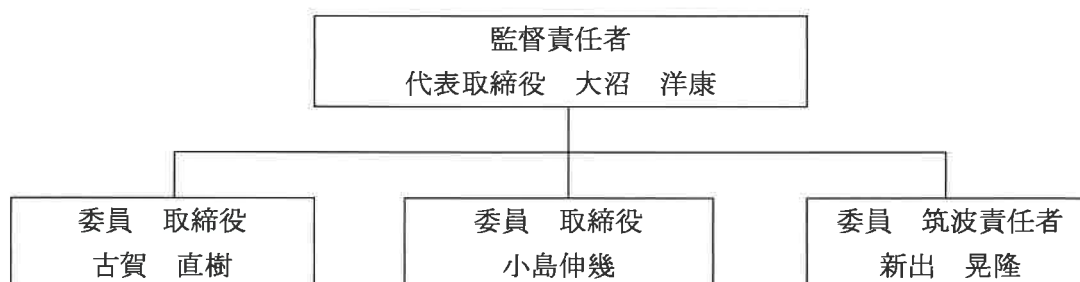 監督責任者
代表取締役　大沼　洋康
委員　取締役
古賀　直樹
委員　取締役
小島伸幾
委員　筑波責任者
新出　晃隆